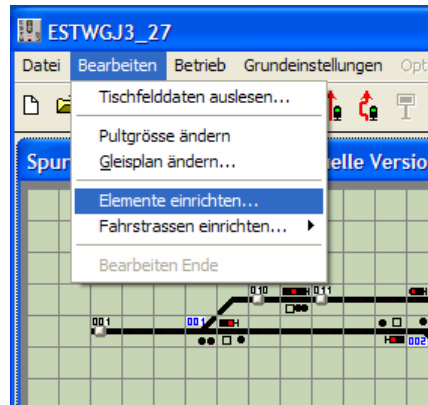 ESTWGJ3_27
Datei Bearbeiten Betrieb Grundeinstellungen Opt
Tischfelddaten auslesen...
Pultgrösse ändern
Gleisplan ändern...
Spur elle Versio
Elemente einrichten...
Fahrstrassen einrichten...
Bearbeiten Ende
010 011
001 001
002